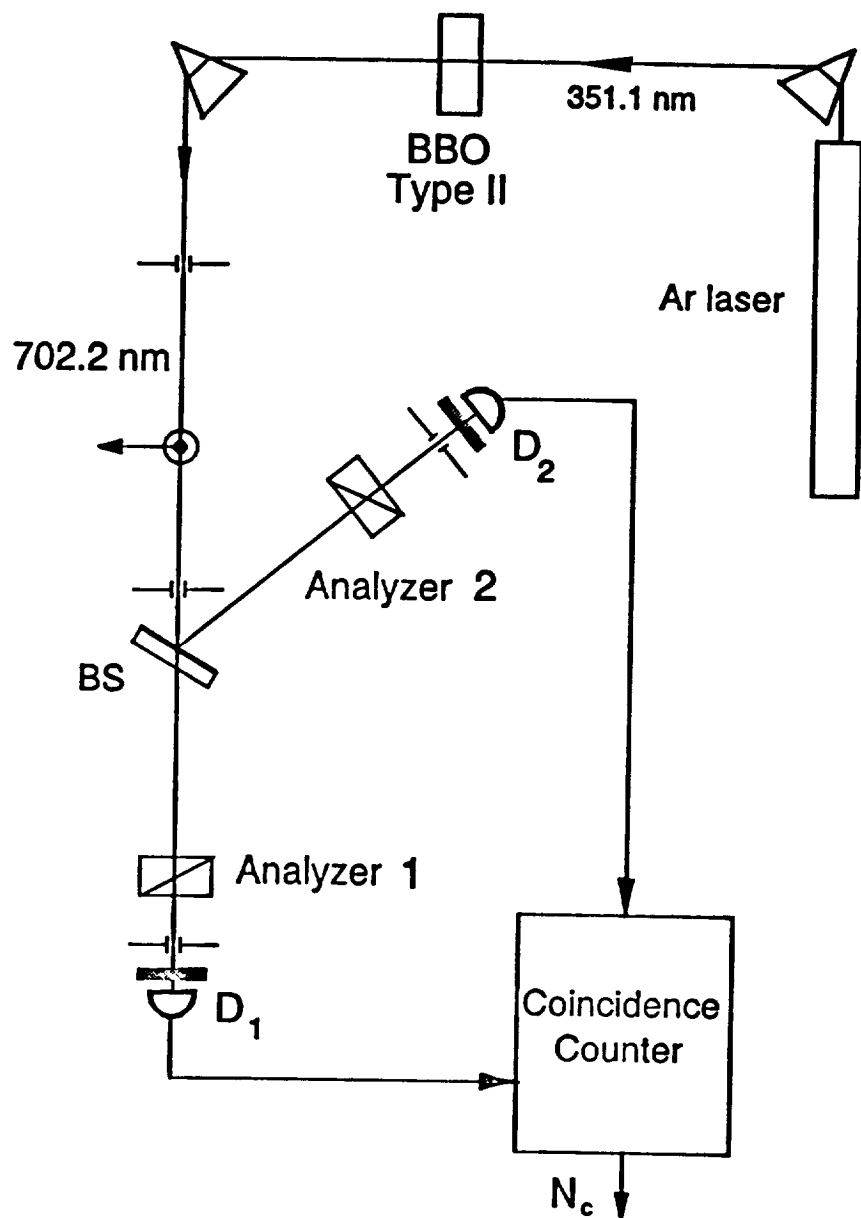 351.1 nm
BBO
Type II
Ar laser
702.2 nm
D2
Analyzer 2
BS
Analyzer 1
D1
Coincidence
Counter
Nc